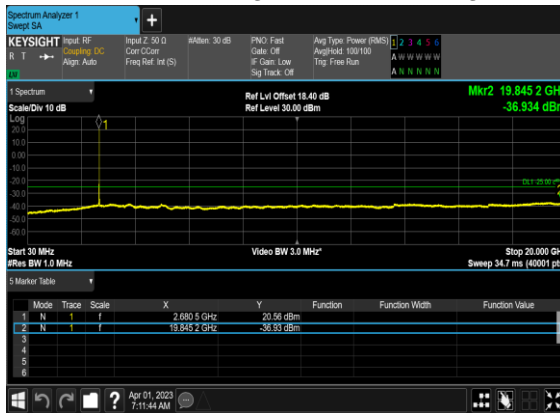 Spectrum Analyzer 1
Swept SA
+
KEYSIGHT Input: RF Input Z: 50 Ω #Atten: 30 dB PNO: Fast Avg Type: Power (RMS) 1 2 3 4 5 6
R T Coupling: DC Corr CCorr Gate: Off Avg|Hold: 100/100 A W W W W W
Align: Auto Freq Ref: Int (S) IF Gain: Low Trig: Free Run
Sig Track: Off A N N N N N
1 Spectrum Ref Lvl Offset 18.40 dB Mkr2 19.845 2 GH
Scale/Div 10 dB Ref Level 30.00 dBm -36.934 dBr
Log
20.0 1
10.0
0.00
-10.0
-20.0
-30.0
-40.0
-50.0
-60.0
Start 30 MHz Video BW 3.0 MHz* Stop 20.000 GH
#Res BW 1.0 MHz Sweep 34.7 ms (40001 pts
5 Marker Table
Mode Trace Scale X Y Function Function Width Function Value
1 N 1 f 2.680 5 GHz 20.56 dBm
2 N 1 f 19.845 2 GHz -36.93 dBm
3
4
5
6
? Apr 01, 2023
7:11:44 AM